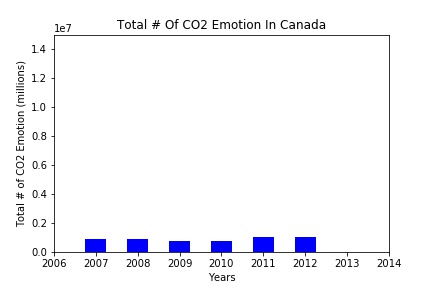 Total # Of CO2 Emotion In Canada
1e7
Total # of CO2 Emotion (millions)
1.4
1.2
1.0
0.8
0.6
0.4
0.2
0.0
2006 2007 2008 2009 2010 2011 2012 2013 2014
Years